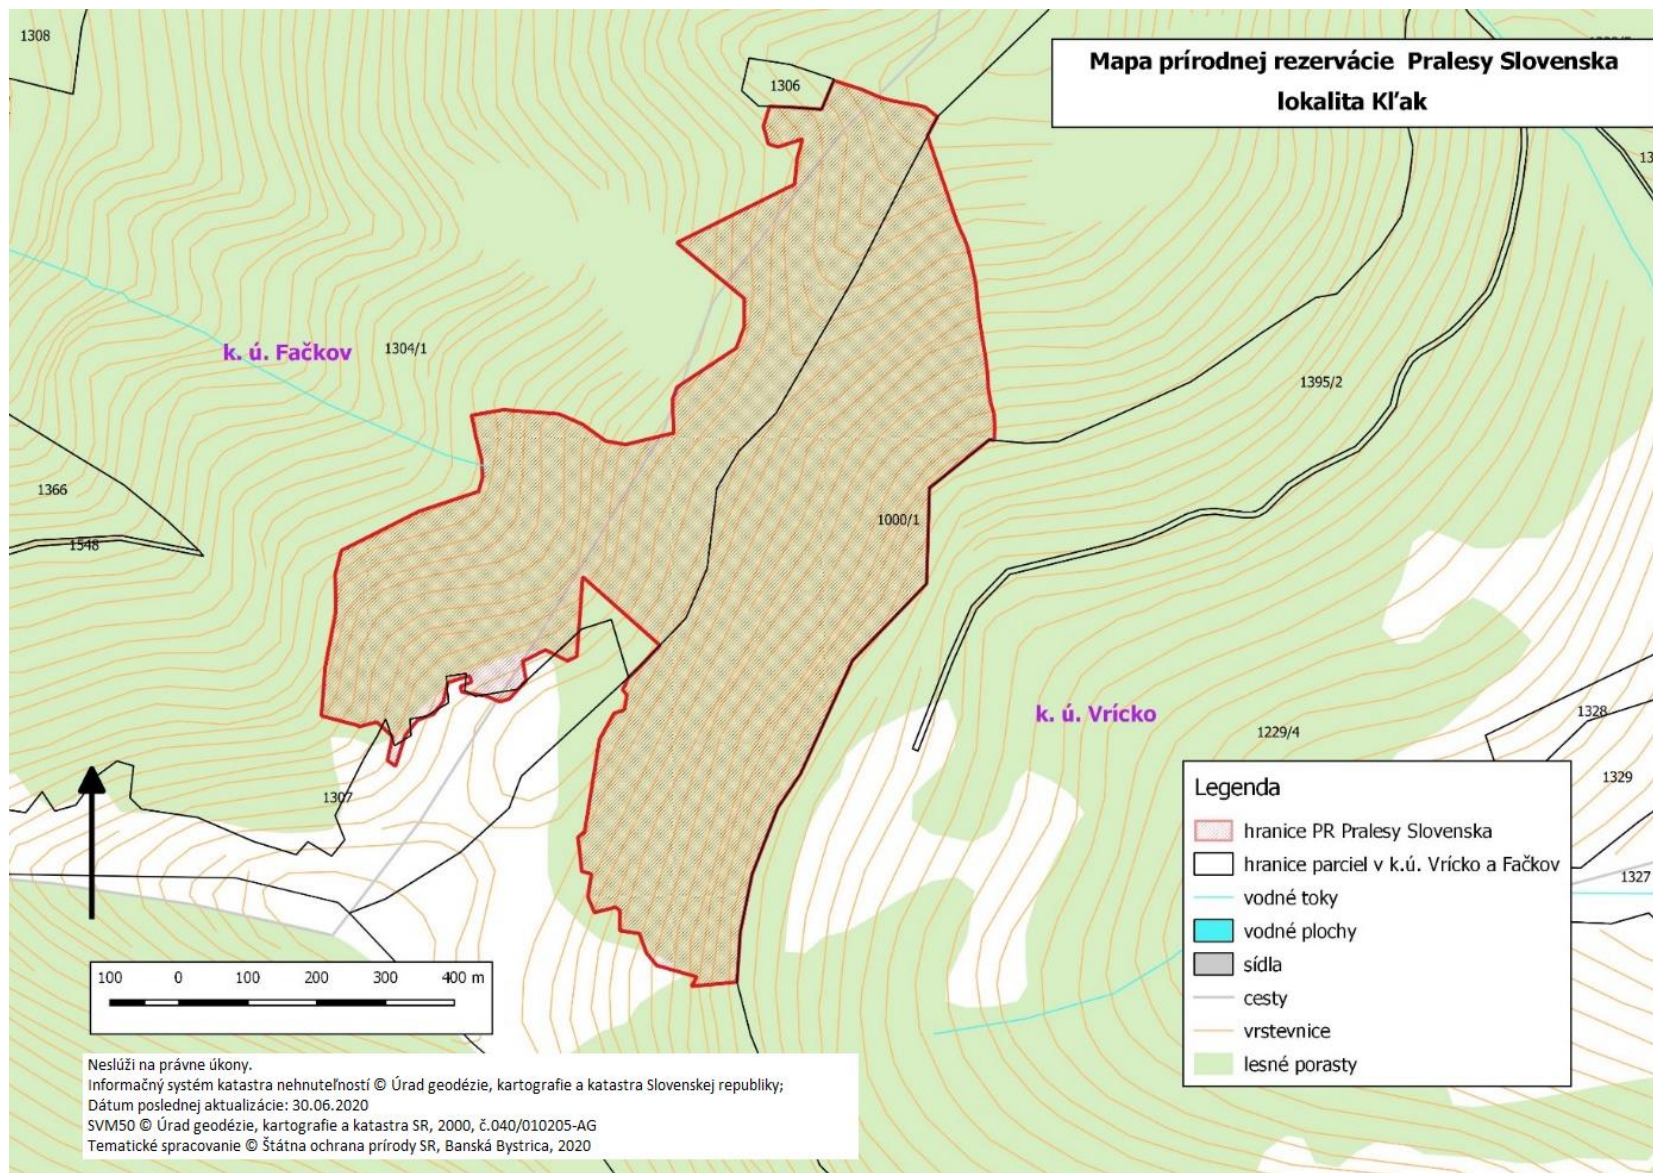 1308
1306
Mapa prírodnej rezervácie Pralesy Slovenska
lokalita Kľak
k. ú. Fačkov
1304/1
1395/2
1366
1548
1000/1
k. ú. Vrícko
1229/4
1328
1329
1327
1307
Legenda
hranice PR Pralesy Slovenska
hranice parciel v k.ú. Vrícko a Fačkov
vodné toky
vodné plochy
sídla
cesty
vrstevnice
lesné porasty
100 0 100 200 300 400 m
Neslúži na právne úkony.
Informačný systém katastra nehnuteľností © Úrad geodézie, kartografie a katastra Slovenskej republiky;
Dátum poslednej aktualizácie: 30.06.2020
SVM50 © Úrad geodézie, kartografie a katastra SR, 2000, č.040/010205-AG
Tematické spracovanie © Štátna ochrana prírody SR, Banská Bystrica, 2020